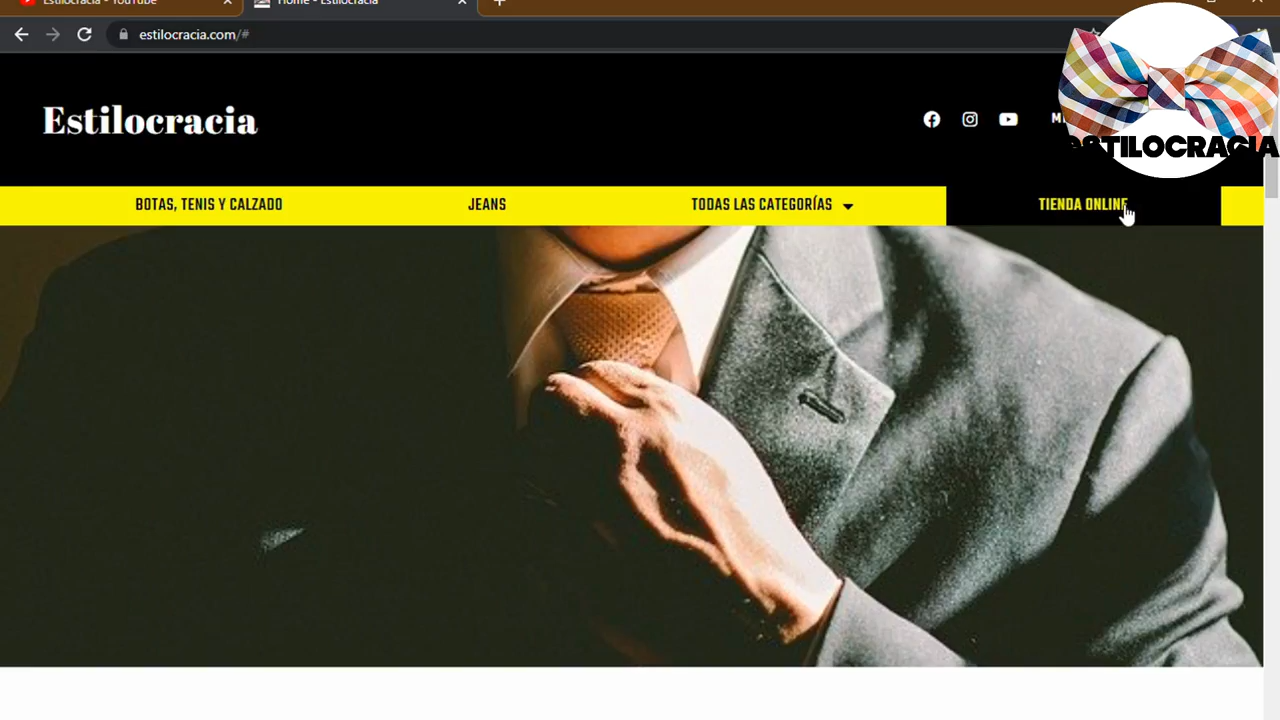 Estilocracia - YouTube
Home - Estilocracia
estilocracia.com/#
Estilocracia
ESTILOCRACIA
BOTAS, TENIS Y CALZADO
JEANS
TODAS LAS CATEGORÍAS
TIENDA ONLINE